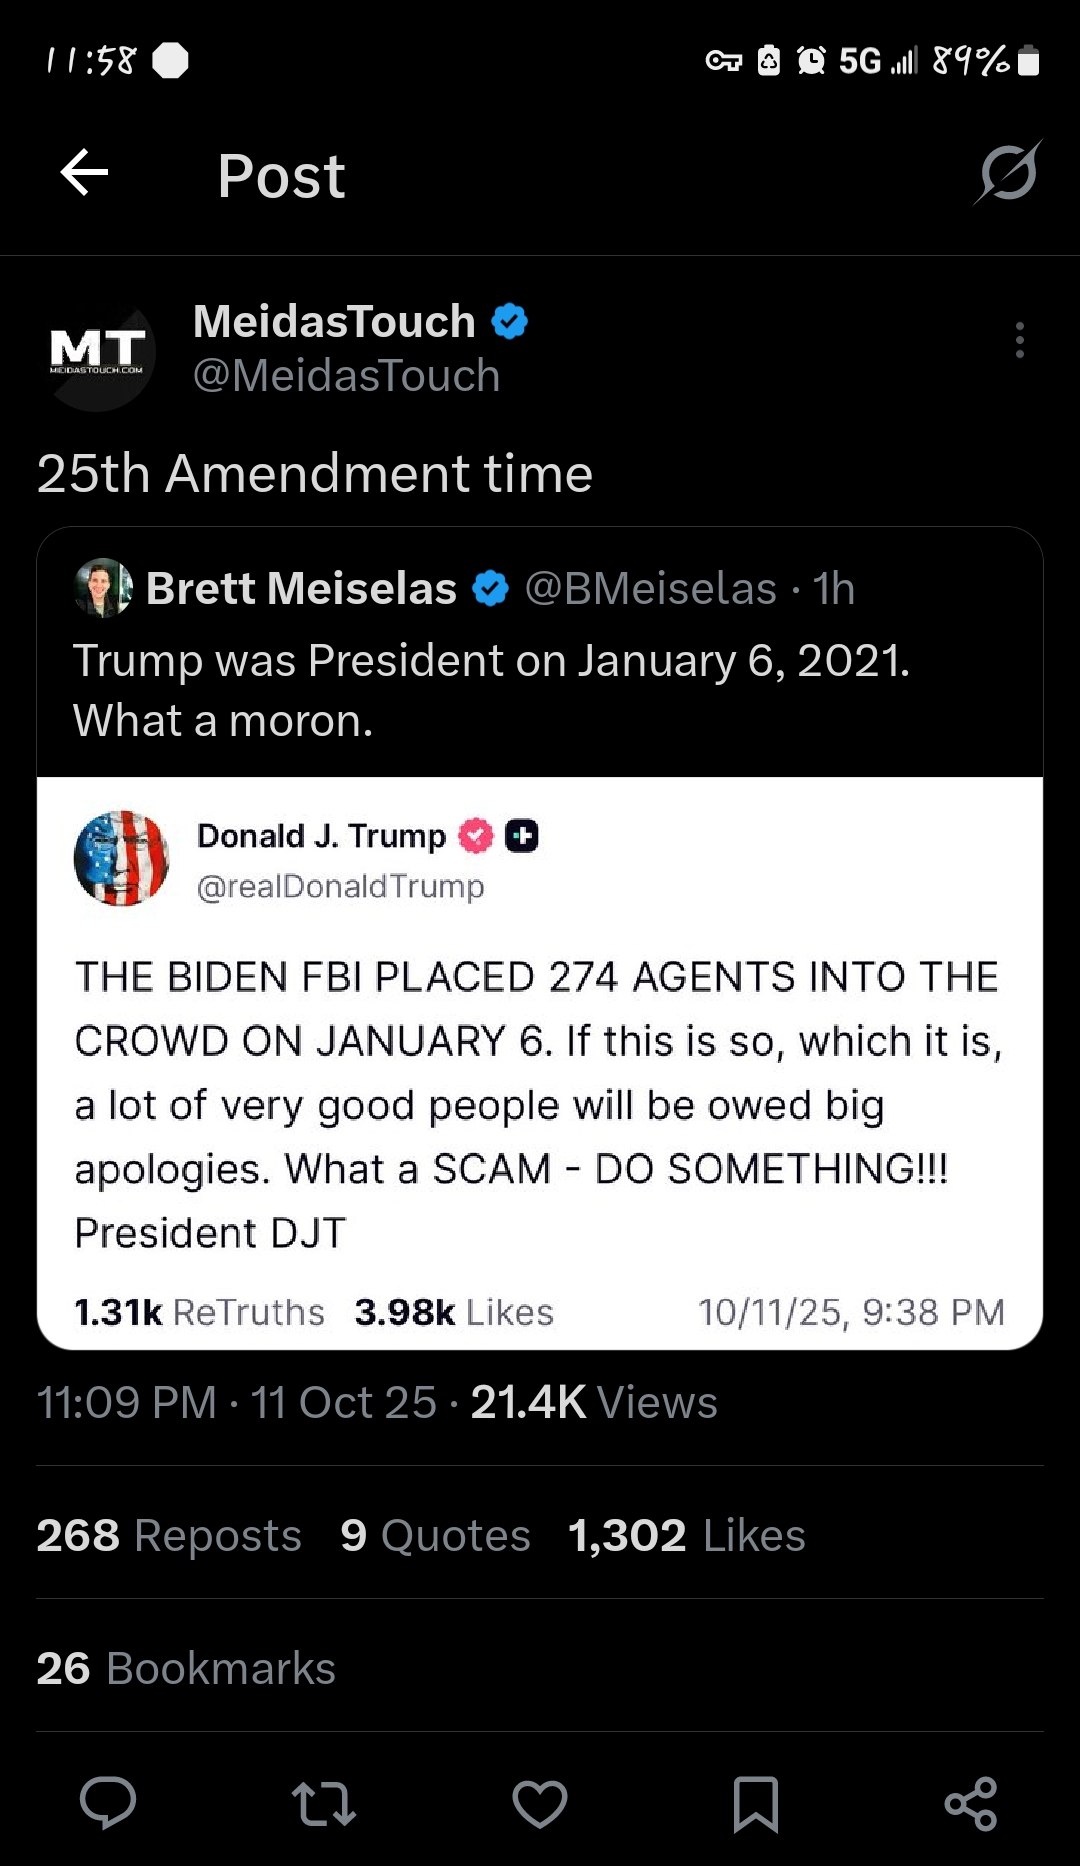 11:58
5G 89%
Post
MT
MEIDASTOUCH.COM
MeidasTouch
@MeidasTouch
25th Amendment time
Brett Meiselas @BMeiselas · 1h
Trump was President on January 6, 2021.
What a moron.
Donald J. Trump
@realDonaldTrump
THE BIDEN FBI PLACED 274 AGENTS INTO THE
CROWD ON JANUARY 6. If this is so, which it is,
a lot of very good people will be owed big
apologies. What a SCAM - DO SOMETHING!!!
President DJT
1.31k ReTruths 3.98k Likes 10/11/25, 9:38 PM
11:09 PM · 11 Oct 25 · 21.4K Views
268 Reposts 9 Quotes 1,302 Likes
26 Bookmarks